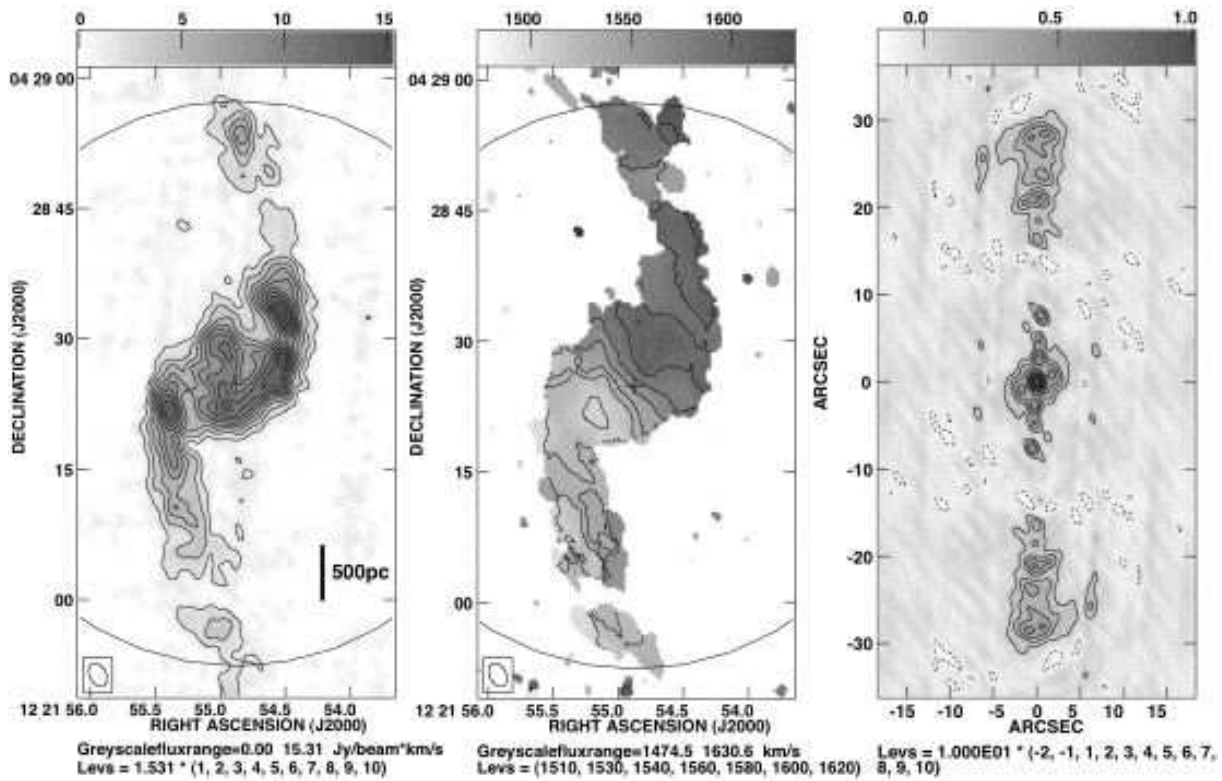 0 5 10 15
04 29 00
28 45
30
15
00
DECLINATION (J2000)
500pc
12 21 56.0 55.5 55.0 54.5 54.0
RIGHT ASCENSION (J2000)
Greyscalefluxrange=0.00 15.31 Jy/beam*km/s
Levs = 1.531 * (1, 2, 3, 4, 5, 6, 7, 8, 9, 10)
1500 1550 1600
04 29 00
28 45
30
15
00
DECLINATION (J2000)
12 21 56.0 55.5 55.0 54.5 54.0
RIGHT ASCENSION (J2000)
Greyscalefluxrange=1474.5 1630.6 km/s
Levs = (1510, 1530, 1540, 1560, 1580, 1600, 1620)
0.0 0.5 1.0
30
20
10
0
-10
-20
-30
ARCSEC
-15 -10 -5 0 5 10 15
ARCSEC
Levs = 1.000E01 * (-2, -1, 1, 2, 3, 4, 5, 6, 7,
8, 9, 10)